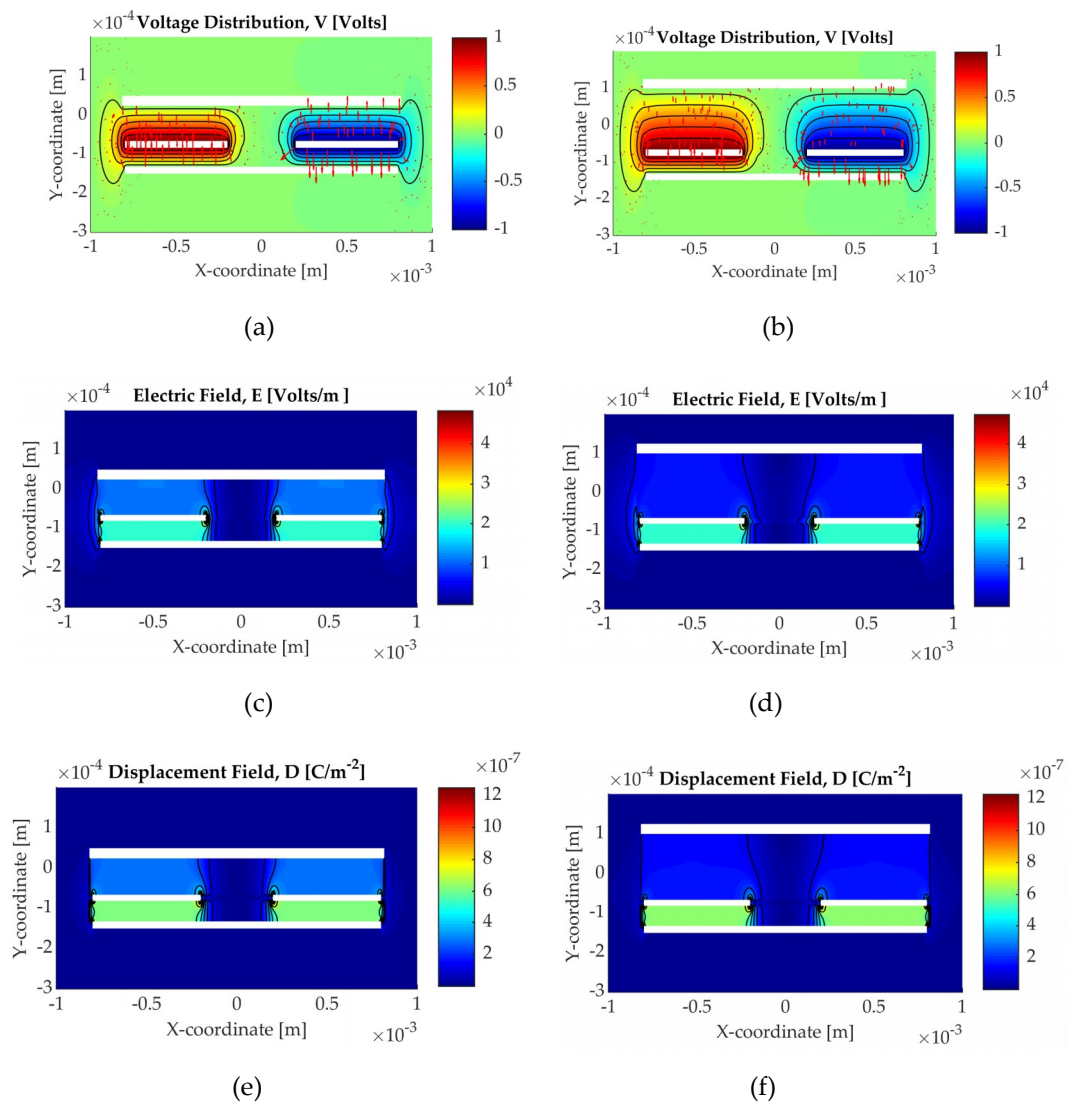 ×10⁻⁴ Voltage Distribution, V [Volts]
Y-coordinate [m]
1
0
-1
-2
-3
-1 -0.5 0 0.5 1
X-coordinate [m]
×10⁻³
1
0.5
0
-0.5
-1
(a)
×10⁻⁴ Voltage Distribution, V [Volts]
Y-coordinate [m]
1
0
-1
-2
-3
-1 -0.5 0 0.5 1
X-coordinate [m]
×10⁻³
1
0.5
0
-0.5
-1
(b)
×10⁻⁴ Electric Field, E [Volts/m ]
×10⁴
Y-coordinate [m]
1
0
-1
-2
-3
-1 -0.5 0 0.5 1
X-coordinate [m]
×10⁻³
4
3
2
1
(c)
×10⁻⁴ Electric Field, E [Volts/m ]
×10⁴
Y-coordinate [m]
1
0
-1
-2
-3
-1 -0.5 0 0.5 1
X-coordinate [m]
×10⁻³
4
3
2
1
(d)
×10⁻⁴ Displacement Field, D [C/m⁻²]
×10⁻⁷
Y-coordinate [m]
1
0
-1
-2
-3
-1 -0.5 0 0.5 1
X-coordinate [m]
×10⁻³
12
10
8
6
4
2
(e)
×10⁻⁴ Displacement Field, D [C/m⁻²]
×10⁻⁷
Y-coordinate [m]
1
0
-1
-2
-3
-1 -0.5 0 0.5 1
X-coordinate [m]
×10⁻³
12
10
8
6
4
2
(f)